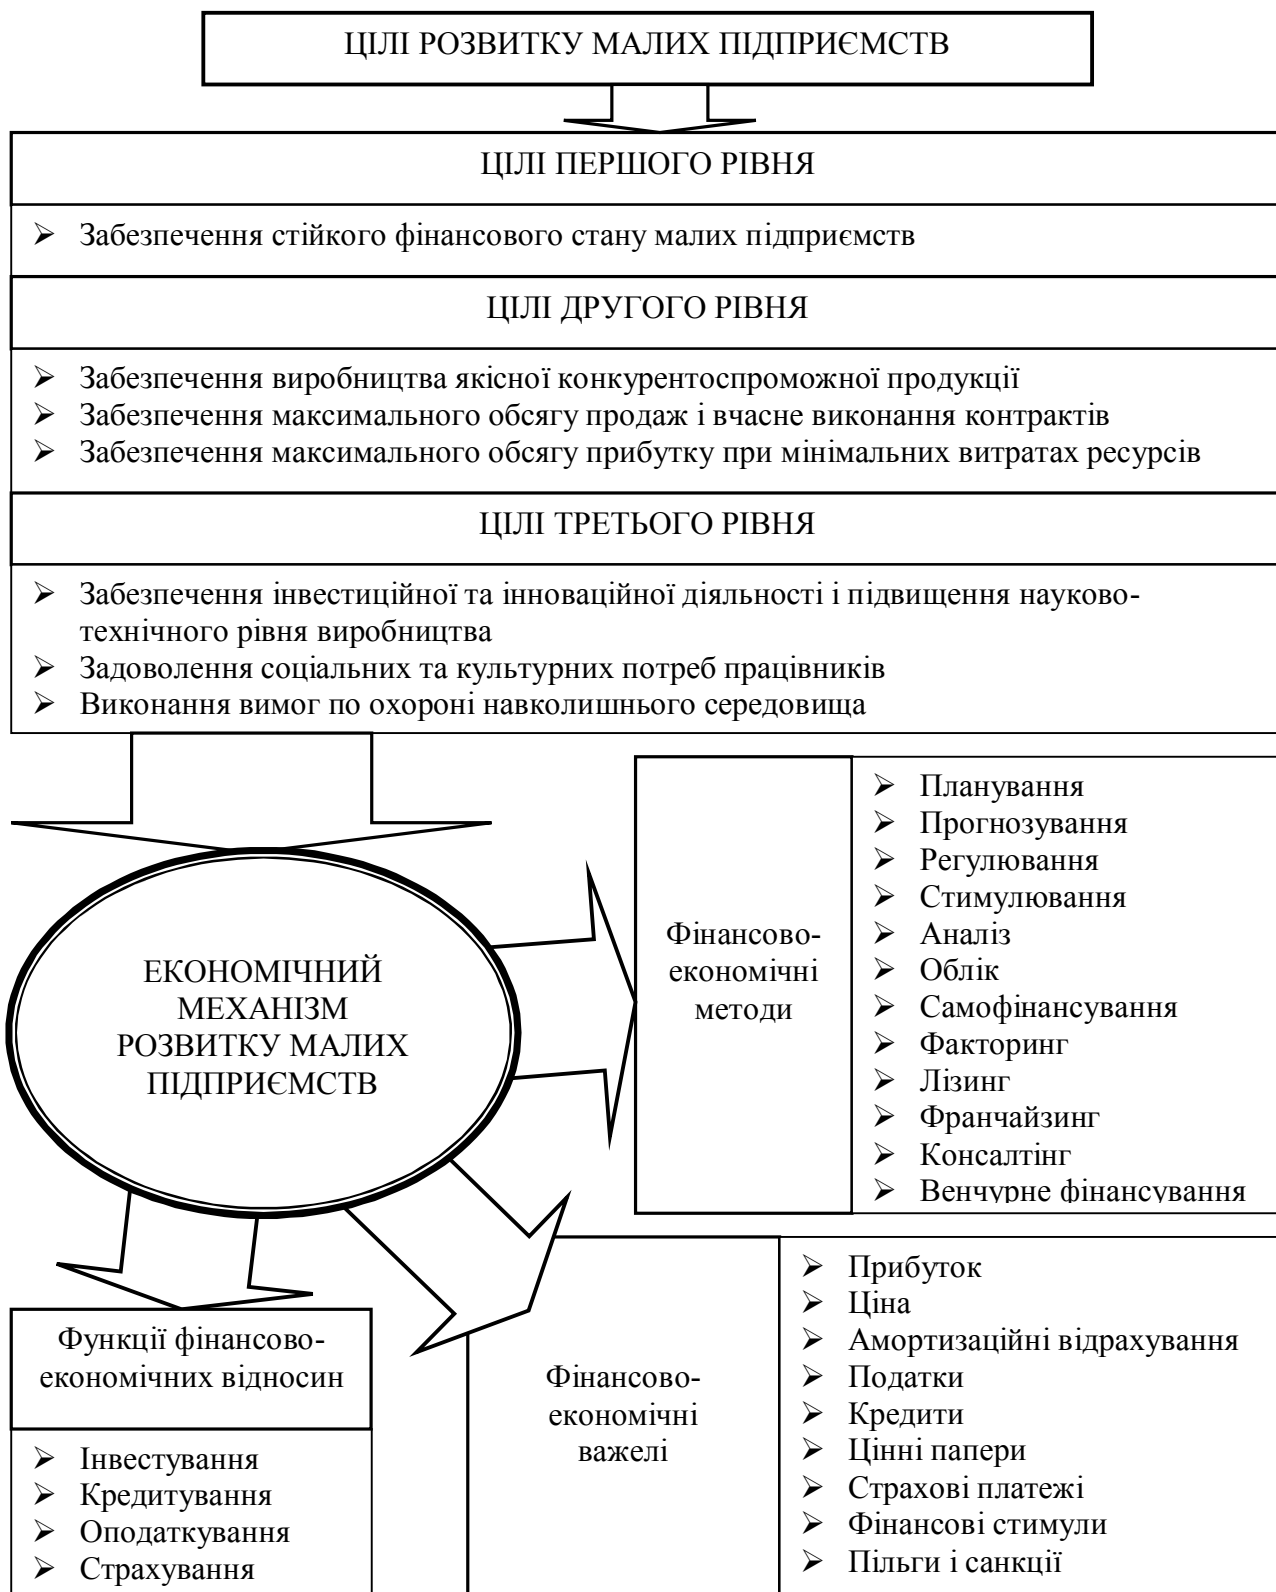 ЦІЛІ РОЗВИТКУ МАЛИХ ПІДПРИЄМСТВ
ЦІЛІ ПЕРШОГО РІВНЯ
➢ Забезпечення стійкого фінансового стану малих підприємств
ЦІЛІ ДРУГОГО РІВНЯ
➢ Забезпечення виробництва якісної конкурентоспроможної продукції
➢ Забезпечення максимального обсягу продаж і вчасне виконання контрактів
➢ Забезпечення максимального обсягу прибутку при мінімальних витратах ресурсів
ЦІЛІ ТРЕТЬОГО РІВНЯ
➢ Забезпечення інвестиційної та інноваційної діяльності і підвищення науково-
технічного рівня виробництва
➢ Задоволення соціальних та культурних потреб працівників
➢ Виконання вимог по охороні навколишнього середовища
ЕКОНОМІЧНИЙ
МЕХАНІЗМ
РОЗВИТКУ МАЛИХ
ПІДПРИЄМСТВ
Фінансово-
економічні
методи
➢ Планування
➢ Прогнозування
➢ Регулювання
➢ Стимулювання
➢ Аналіз
➢ Облік
➢ Самофінансування
➢ Факторинг
➢ Лізинг
➢ Франчайзинг
➢ Консалтінг
➢ Венчурне фінансування
Функції фінансово-
економічних відносин
➢ Інвестування
➢ Кредитування
➢ Оподаткування
➢ Страхування
Фінансово-
економічні
важелі
➢ Прибуток
➢ Ціна
➢ Амортизаційні відрахування
➢ Податки
➢ Кредити
➢ Цінні папери
➢ Страхові платежі
➢ Фінансові стимули
➢ Пільги і санкції